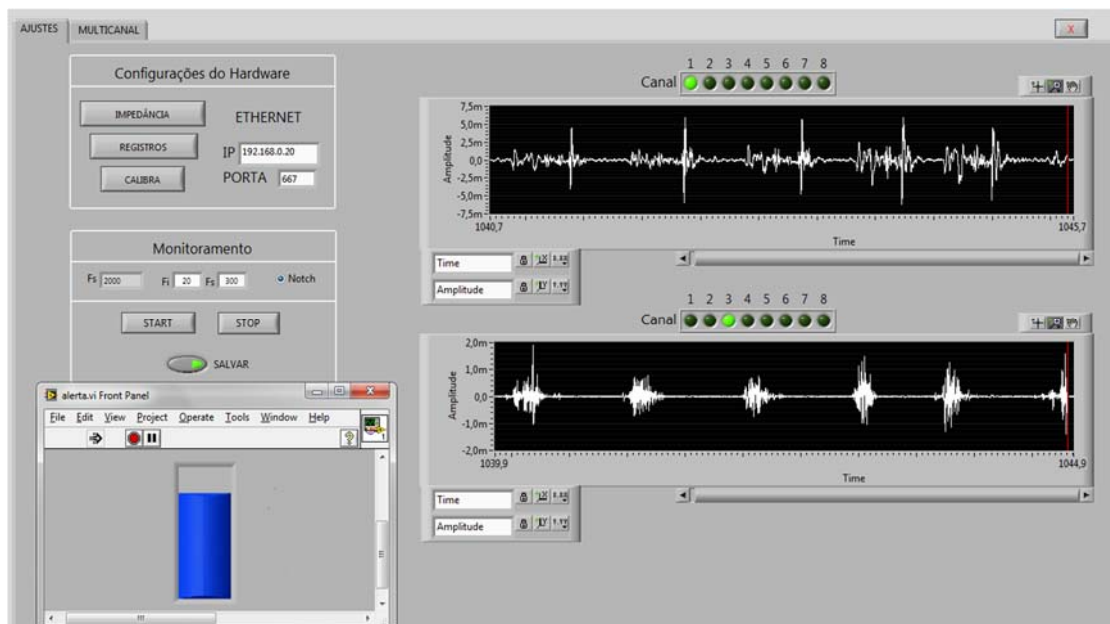 AJUSTES MULTICANAL X
Configurações do Hardware
IMPEDÂNCIA ETHERNET
REGISTROS IP 192.168.0.20
CALIBRA PORTA 667
Monitoramento
Fs 2000 Fi 20 Fs 300 Notch
START STOP
SALVAR
alerta.vi Front Panel
File Edit View Project Operate Tools Window Help
1 2 3 4 5 6 7 8
Canal
Amplitude
7,5m
5,0m
2,5m
0,0
-2,5m
-5,0m
-7,5m
1040,7 1045,7
Time
Time
Amplitude
1 2 3 4 5 6 7 8
Canal
Amplitude
2,0m
1,0m
0,0
-1,0m
-2,0m
1039,9 1044,9
Time
Time
Amplitude